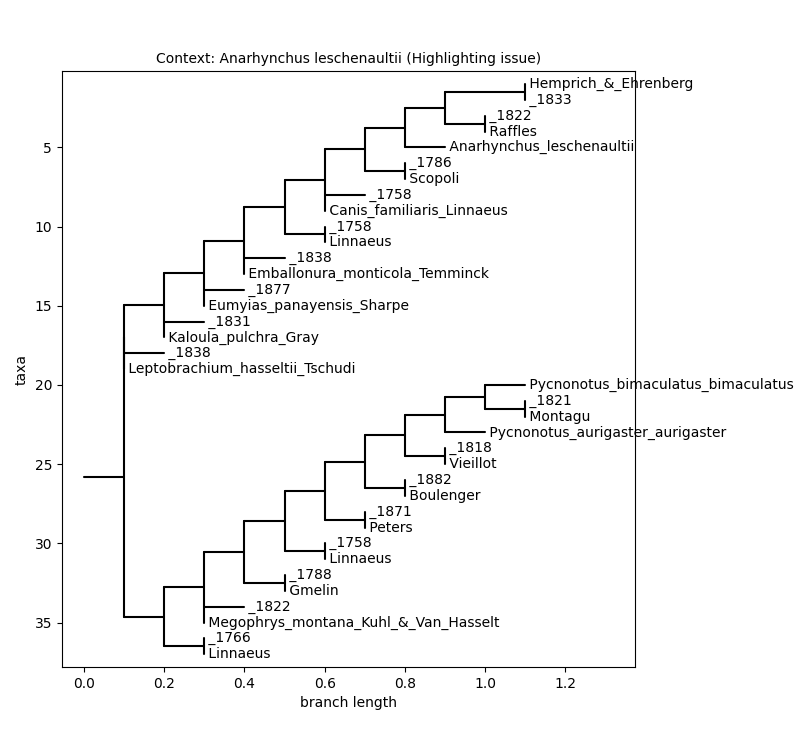 Context: Anarhynchus leschenaultii (Highlighting issue)
Hemprich_&_Ehrenberg
_1833
_1822
Raffles
Anarhynchus_leschenaultii
_1786
Scopoli
_1758
Canis_familiaris_Linnaeus
_1758
Linnaeus
_1838
Emballonura_monticola_Temminck
_1877
Eumyias_panayensis_Sharpe
_1831
Kaloula_pulchra_Gray
_1838
Leptobrachium_hasseltii_Tschudi
Pycnonotus_bimaculatus_bimaculatus
_1821
Montagu
Pycnonotus_aurigaster_aurigaster
_1818
Vieillot
_1882
Boulenger
_1871
Peters
_1758
Linnaeus
_1788
Gmelin
_1822
Megophrys_montana_Kuhl_&_Van_Hasselt
_1766
Linnaeus
5
10
15
20
25
30
35
taxa
0.0 0.2 0.4 0.6 0.8 1.0 1.2
branch length